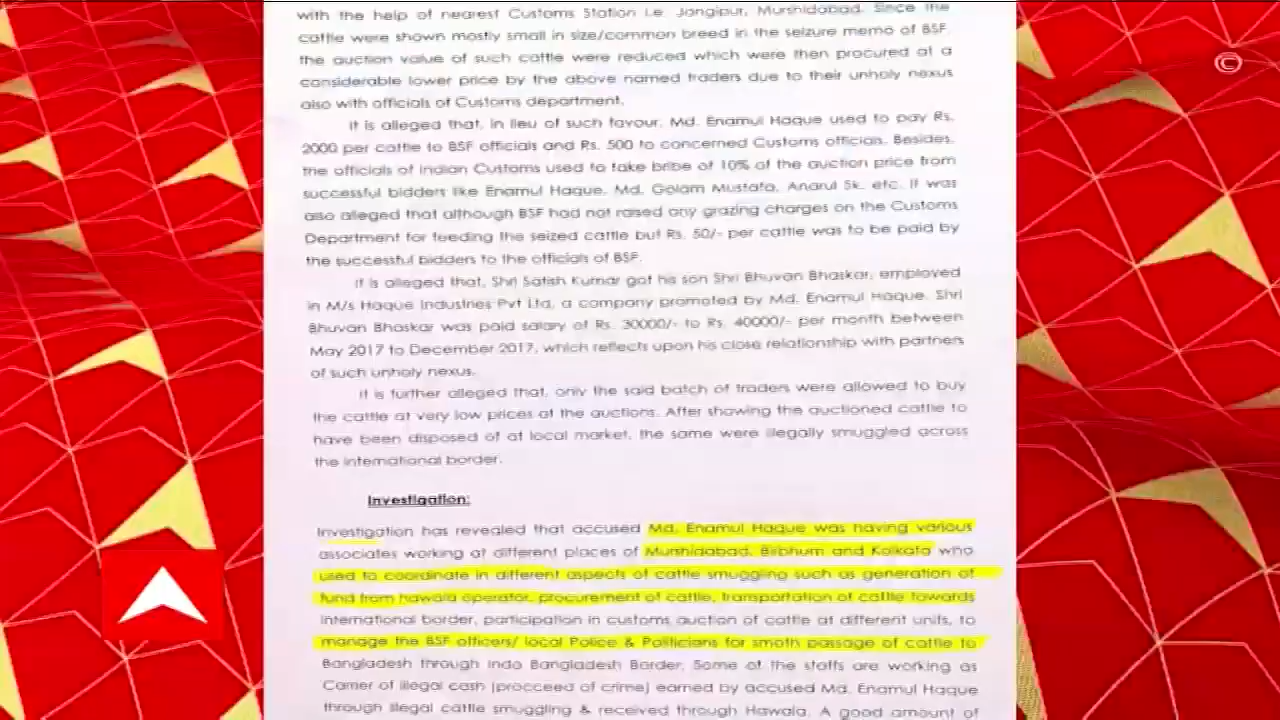 with the help of nearest Customs Station i.e. Jangipur, Murshidabad. Since the
cattle were shown mostly small in size/common breed in the seizure memo of BSF,
the auction value of such cattle were reduced which were then procured at a
considerable lower price by the above named traders due to their unholy nexus
also with officials of Customs department.
It is alleged that, in lieu of such favour, Md. Enamul Haque used to pay Rs.
2000 per cattle to BSF officials and Rs. 500 to concerned Customs officials. Besides,
the officials of Indian Customs used to take bribe of 10% of the auction price from
successful bidders like Enamul Haque, Md. Golam Mustafa, Anarul Sk. etc. It was
also alleged that although BSF had not raised any grazing charges on the Customs
Department for feeding the seized cattle but Rs. 50/- per cattle was to be paid by
the successful bidders to the officials of BSF.
It is alleged that, Shri Satish Kumar got his son Shri Bhuvan Bhaskar, employed
in M/s Haque Industries Pvt Ltd, a company promoted by Md. Enamul Haque. Shri
Bhuvan Bhaskar was paid salary of Rs. 30000/- to Rs. 40000/- per month between
May 2017 to December 2017, which reflects upon his close relationship with partners
of such unholy nexus.
It is further alleged that, only the said batch of traders were allowed to buy
the cattle at very low prices at the auctions. After showing the auctioned cattle to
have been disposed of at local market, the same were illegally smuggled across
the international border.
Investigation:
Investigation has revealed that accused Md. Enamul Haque was having various
associates working at different places of Murshidabad, Birbhum and Kolkata who
used to coordinate in different aspects of cattle smuggling such as generation of
fund from hawala operator, procurement of cattle, transportation of cattle towards
international border, participation in customs auction of cattle at different units, to
manage the BSF officers/ local Police & Politicians for smoth passage of cattle to
Bangladesh through Indo Bangladesh Border. Some of the staffs are working as
Carrier of illegal cash (procceed of crime) earned by accused Md. Enamul Haque
through illegal cattle smuggling & received through Hawala. A good amount of
©